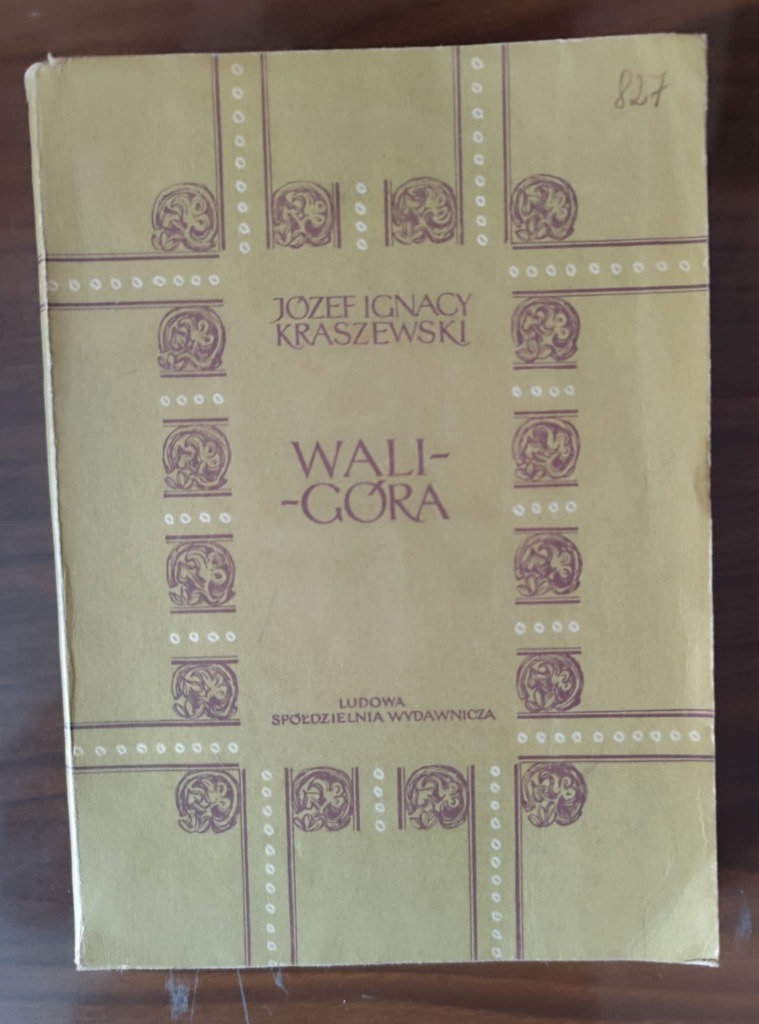 827
JÓZEF IGNACY
KRASZEWSKI
WALI-
-GÓRA
LUDOWA
SPÓŁDZIELNIA WYDAWNICZA